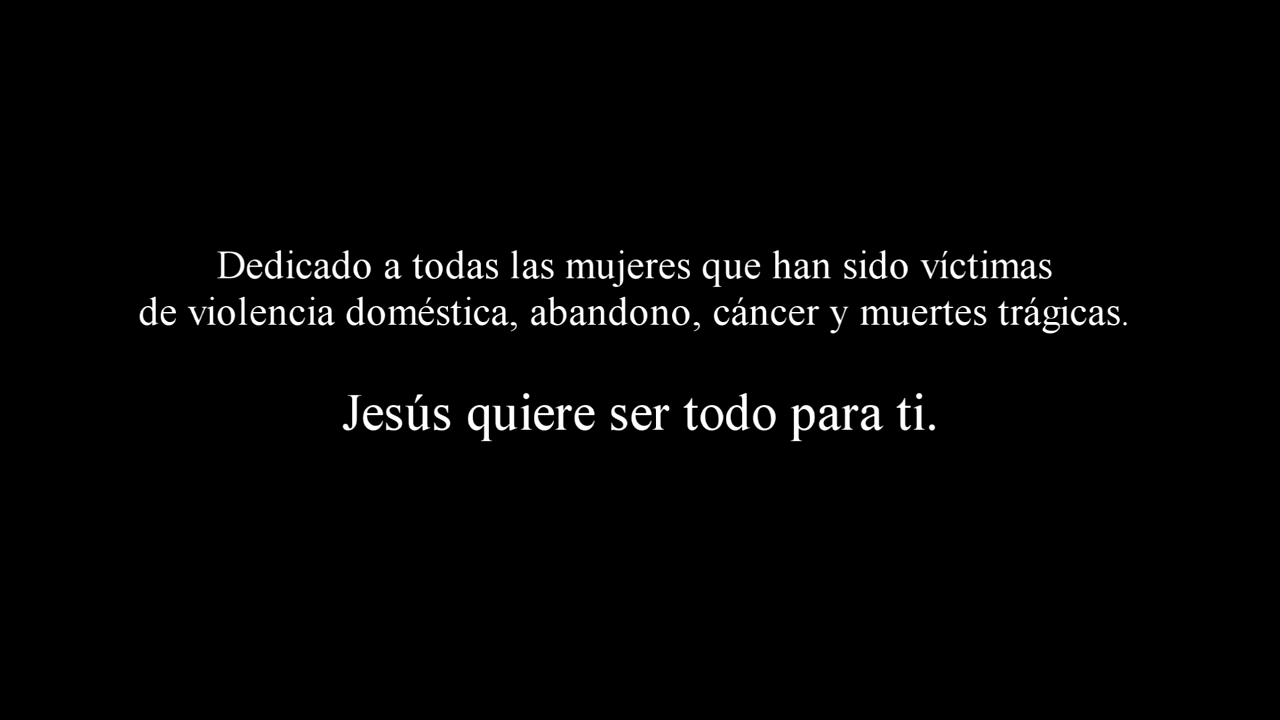 Dedicado a todas las mujeres que han sido víctimas
de violencia doméstica, abandono, cáncer y muertes trágicas.
Jesús quiere ser todo para ti.